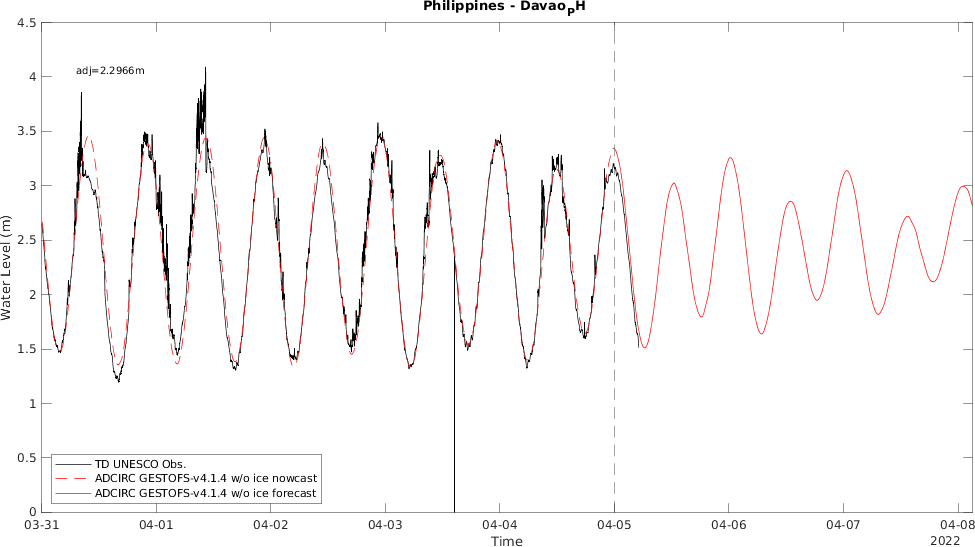 Philippines - DavaoPH
4.5
4
adj=2.2966m
3.5
3
2.5
Water Level (m)
2
1.5
1
0.5
TD UNESCO Obs.
ADCIRC GESTOFS-v4.1.4 w/o ice nowcast
ADCIRC GESTOFS-v4.1.4 w/o ice forecast
0
03-31 04-01 04-02 04-03 04-04 04-05 04-06 04-07 04-08
Time
2022